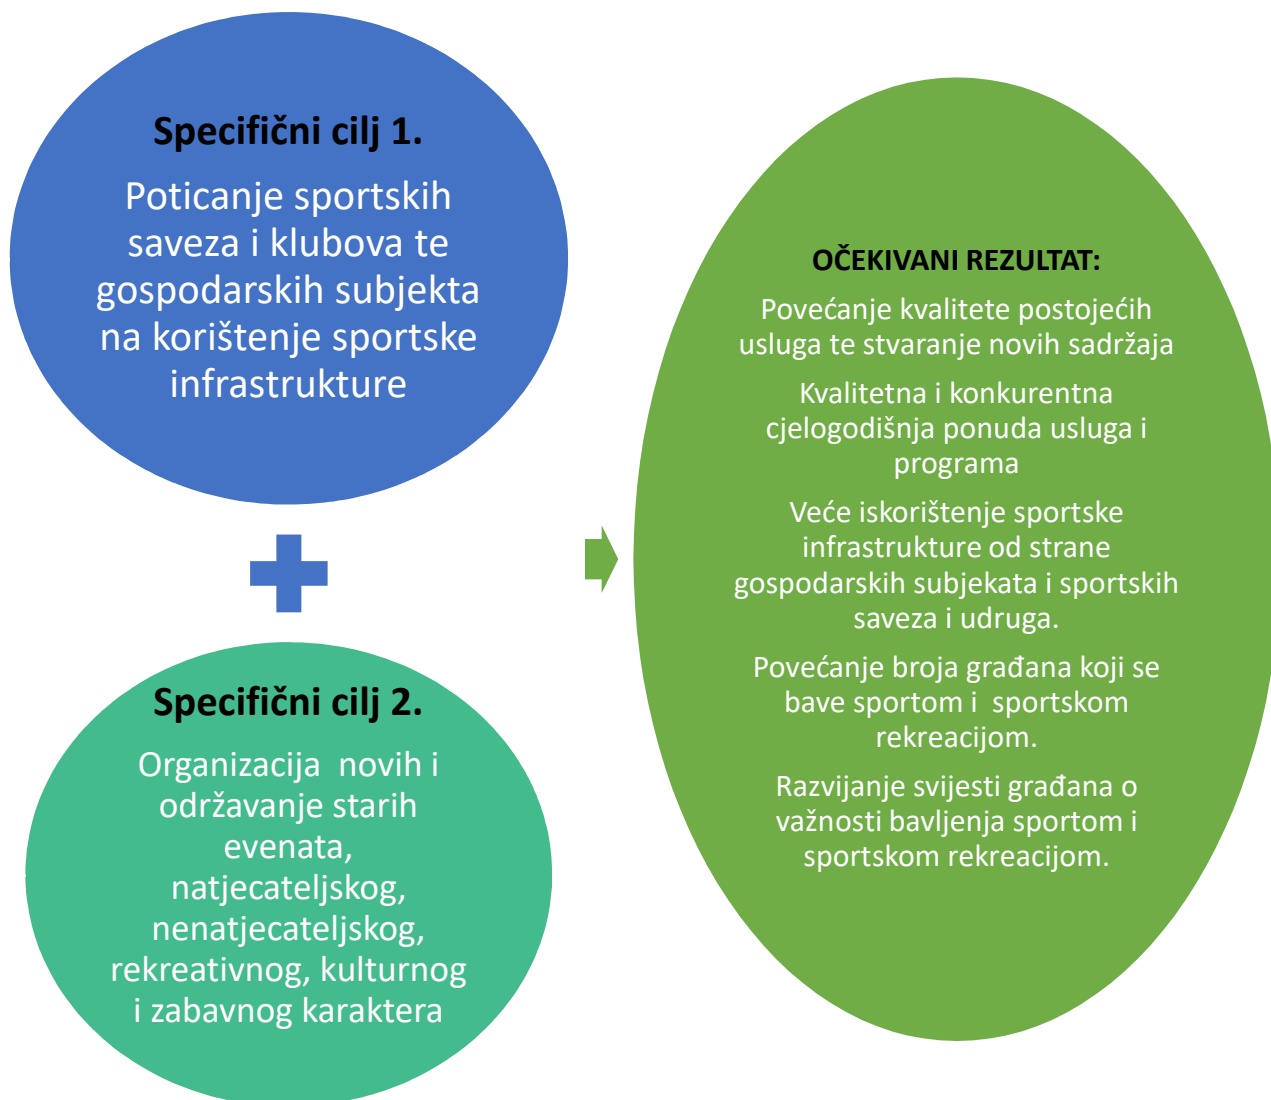 Specifični cilj 1.
Poticanje sportskih
saveza i klubova te
gospodarskih subjekta
na korištenje sportske
infrastrukture
Specifični cilj 2.
Organizacija  novih i
održavanje starih
evenata,
natjecateljskog,
nenatjecateljskog,
rekreativnog, kulturnog
i zabavnog karaktera
OČEKIVANI REZULTAT:
Povećanje kvalitete postojećih
usluga te stvaranje novih sadržaja
Kvalitetna i konkurentna
cjelogodišnja ponuda usluga i
programa
Veće iskorištenje sportske
infrastrukture od strane
gospodarskih subjekata i sportskih
saveza i udruga.
Povećanje broja građana koji se
bave sportom i  sportskom
rekreacijom.
Razvijanje svijesti građana o
važnosti bavljenja sportom i
sportskom rekreacijom.